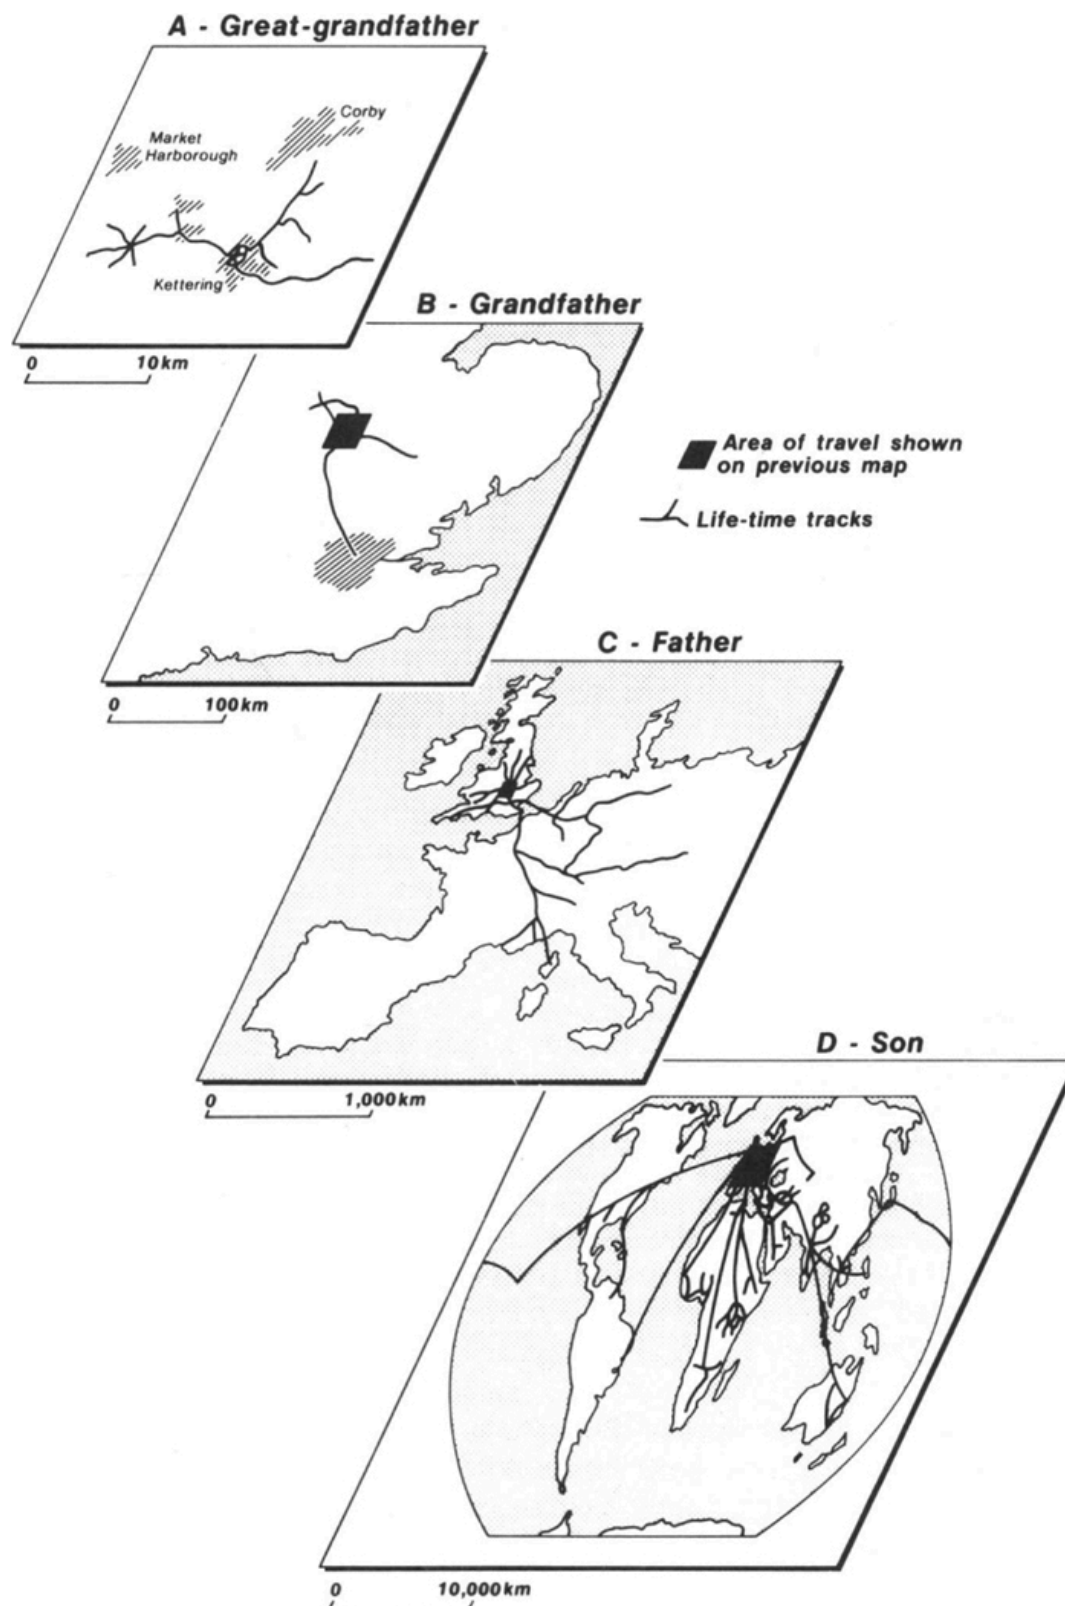 A - Great-grandfather
Corby
Market
Harborough
Kettering
0 10km
B - Grandfather
0 100km
Area of travel shown
on previous map
Life-time tracks
C - Father
0 1,000km
D - Son
0 10,000km